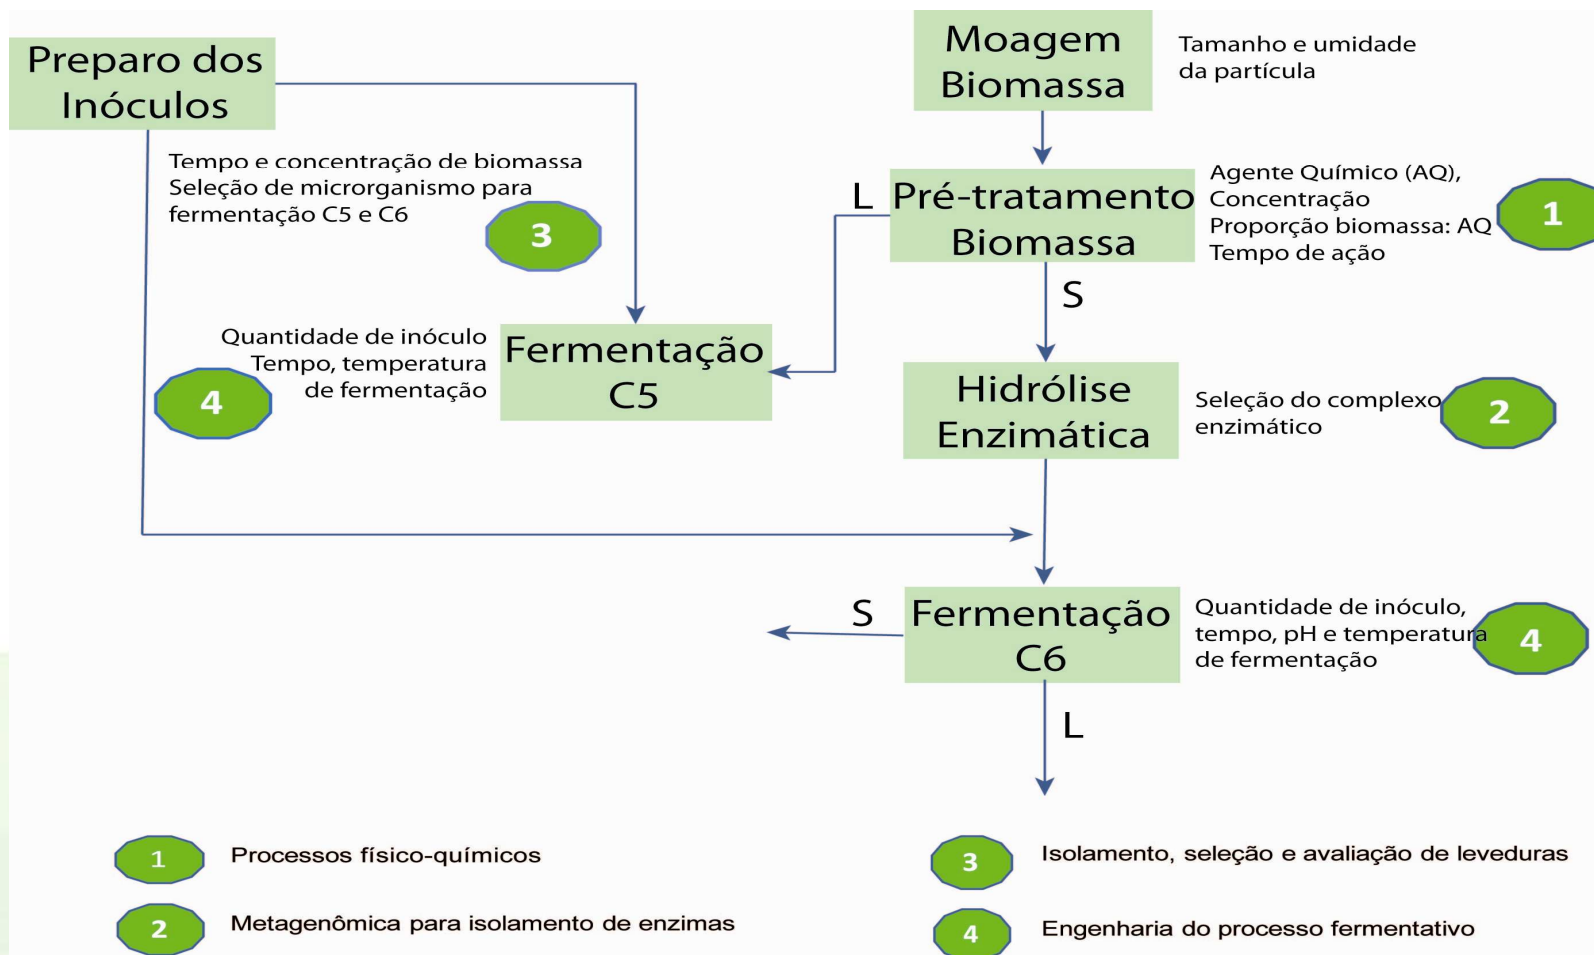 Preparo dos
Inóculos
Moagem
Biomassa
Tamanho e umidade
da partícula
Tempo e concentração de biomassa
Seleção de microrganismo para
fermentação C5 e C6
3
L
Pré-tratamento
Biomassa
Agente Químico (AQ),
Concentração
Proporção biomassa: AQ
Tempo de ação
1
S
Quantidade de inóculo
Tempo, temperatura
de fermentação
4
Fermentação
C5
Hidrólise
Enzimática
Seleção do complexo
enzimático
2
S
Fermentação
C6
Quantidade de inóculo,
tempo, pH e temperatura
de fermentação
4
L
1 Processos físico-químicos
2 Metagenômica para isolamento de enzimas
3 Isolamento, seleção e avaliação de leveduras
4 Engenharia do processo fermentativo